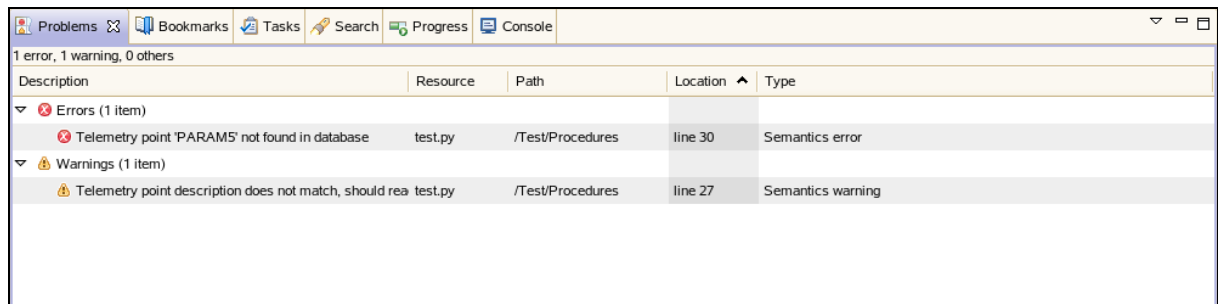 Problems Bookmarks Tasks Search Progress Console
1 error, 1 warning, 0 others
Description Resource Path Location Type
Errors (1 item)
Telemetry point 'PARAM5' not found in database test.py /Test/Procedures line 30 Semantics error
Warnings (1 item)
Telemetry point description does not match, should rea test.py /Test/Procedures line 27 Semantics warning